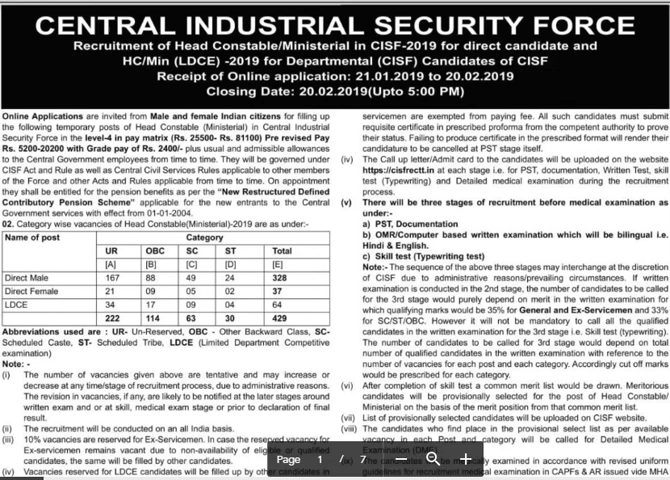 CENTRAL INDUSTRIAL SECURITY FORCE
Recruitment of Head Constable/Ministerial in CISF-2019 for direct candidate and
HC/Min (LDCE) -2019 for Departmental (CISF) Candidates of CISF
Receipt of Online application: 21.01.2019 to 20.02.2019
Closing Date: 20.02.2019(Upto 5:00 PM)
Online Applications are invited from Male and female Indian citizens for filling up
the following temporary posts of Head Constable (Ministerial) in Central Industrial
Security Force in the level-4 in pay matrix (Rs. 25500- Rs. 81100) Pre revised Pay
Rs. 5200-20200 with Grade pay of Rs. 2400/- plus usual and admissible allowances
to the Central Government employees from time to time. They will be governed under
CISF Act and Rule as well as Central Civil Services Rules applicable to other members
of the Force and other Acts and Rules applicable from time to time. On appointment
they shall be entitled for the pension benefits as per the "New Restructured Defined
Contributory Pension Scheme" applicable for the new entrants to the Central
Government services with effect from 01-01-2004.
02. Category wise vacancies of Head Constable(Ministerial)-2019 are as under:-
Name of post Category
UR OBC SC ST Total
[A] [B] [C] [D] [E]
Direct Male 167 88 49 24 328
Direct Female 21 09 05 02 37
LDCE 34 17 09 04 64
222 114 63 30 429
Abbreviations used are : UR- Un-Reserved, OBC - Other Backward Class, SC-
Scheduled Caste, ST- Scheduled Tribe, LDCE (Limited Department Competitive
examination)
Note: -
(i) The number of vacancies given above are tentative and may increase or
decrease at any time/stage of recruitment process, due to administrative reasons.
The revision in vacancies, if any, are likely to be notified at the later stages around
written exam and or at skill, medical exam stage or prior to declaration of final
result.
(ii) The recruitment will be conducted on an all India basis.
(iii) 10% vacancies are reserved for Ex-Servicemen. In case the reserved vacancy for
Ex-servicemen remains vacant due to non-availability of eligible or qualified
candidates, the same will be filled by other candidates.
(iv) Vacancies reserved for LDCE candidates will be filled up by other candidates in
servicemen are exempted from paying fee. All such candidates must submit
requisite certificate in prescribed proforma from the competent authority to prove
their status. Failing to produce certificate in the prescribed format will render their
candidature to be cancelled at PST stage itself.
(iv) The Call up letter/Admit card to the candidates will be uploaded on the website
https://cisfrectt.in at each stage i.e. for PST, documentation, Written Test, skill
test (Typewriting) and Detailed medical examination during the recruitment
process.
(v) There will be three stages of recruitment before medical examination as
under:-
a) PST, Documentation
b) OMR/Computer based written examination which will be bilingual i.e.
Hindi & English.
c) Skill test (Typewriting test)
Note:- The sequence of the above three stages may interchange at the discretion
of CISF due to administrative reasons/prevailing circumstances. If written
examination is conducted in the 2nd stage, the number of candidates to be called
for the 3rd stage would purely depend on merit in the written examination for
which qualifying marks would be 35% for General and Ex-Servicemen and 33%
for SC/ST/OBC. However it will not be mandatory to call all the qualified
candidates in the written examination for the 3rd stage i.e. Skill test (typewriting).
The number of candidates to be called for 3rd stage would depend on total
number of qualified candidates in the written examination with reference to the
number of vacancies for each post and each category. Accordingly cut off marks
would be prescribed for each category.
(vi) After completion of skill test a common merit list would be drawn. Meritorious
candidates will be provisionally selected for the post of Head Constable/
Ministerial on the basis of the merit position from that common merit list.
(vii) List of provisionally selected candidates will be uploaded on CISF website.
(viii) The candidates who find place in the provisional select list as per available
vacancy in each Post and category will be called for Detailed Medical
Examination (DME)
(ix) The candidates will be medically examined in accordance with revised uniform
guidelines for recruitment medical examination in CAPFs & AR issued vide MHA
Page 1 / 7 — +